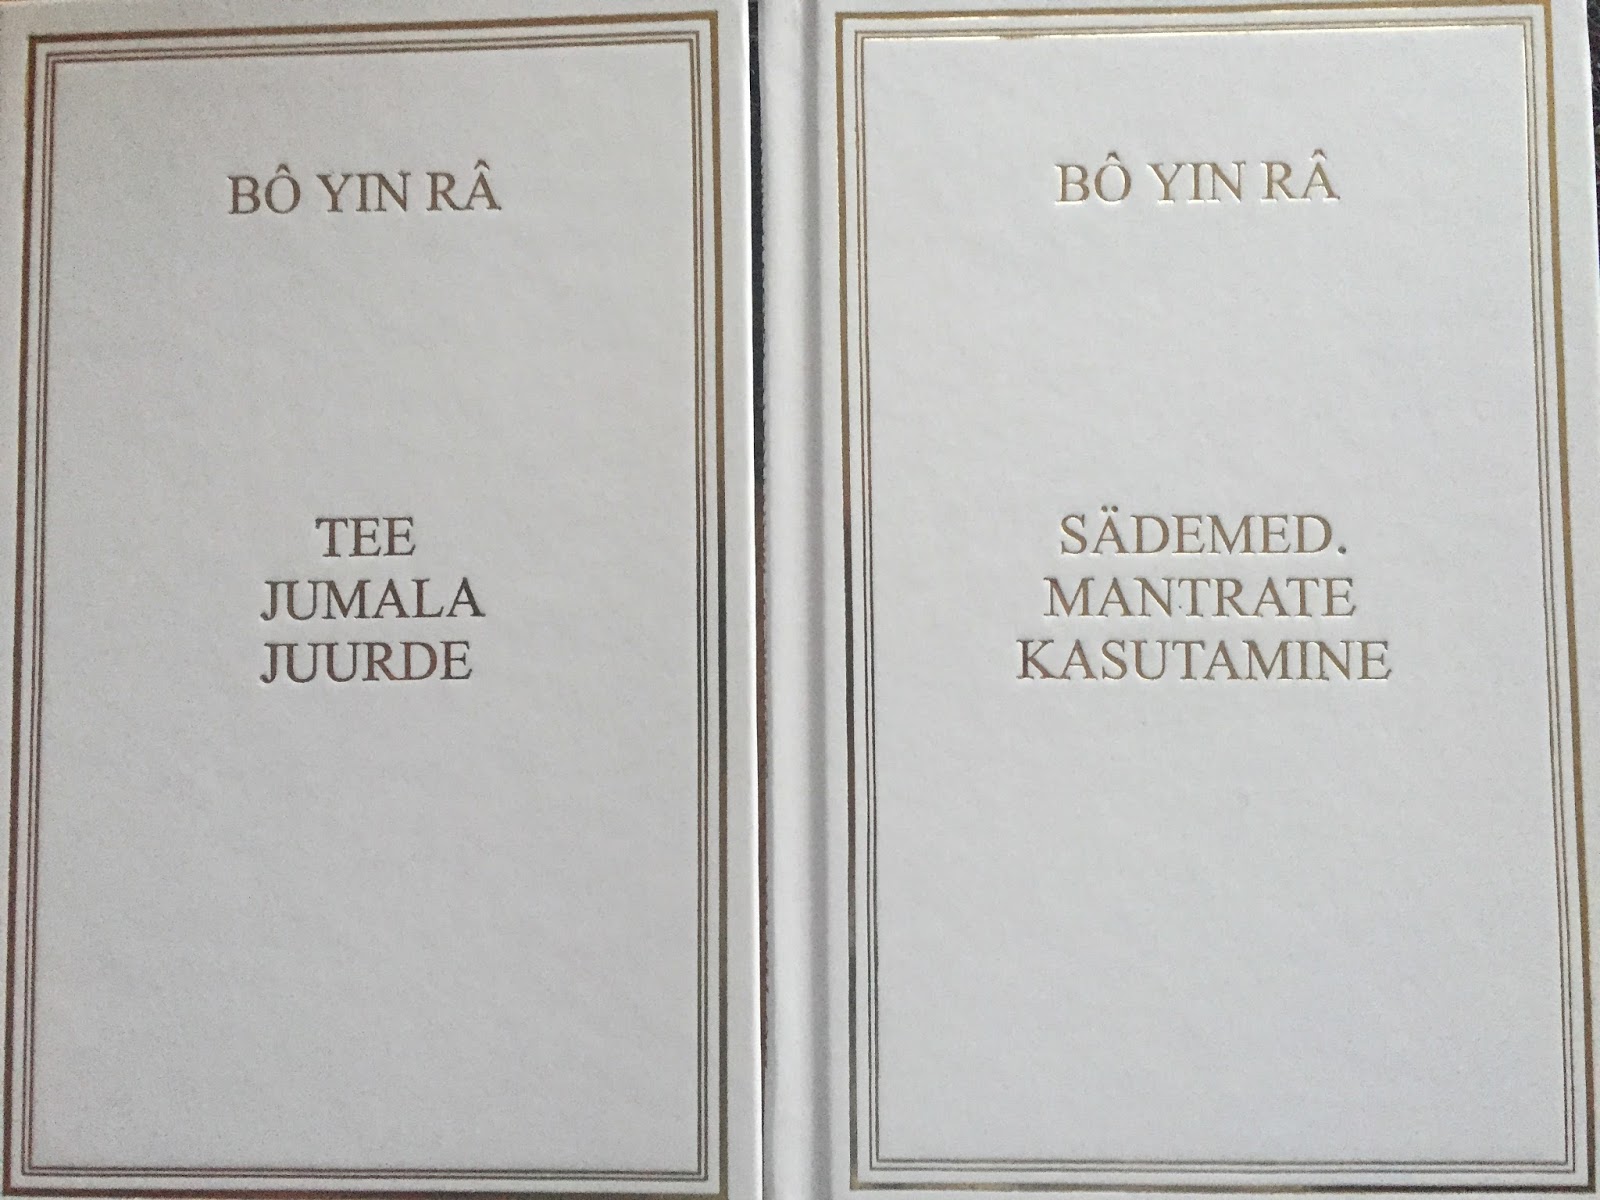 BÔ YIN RÂ
TEE
JUMALA
JUURDE
BÔ YIN RÂ
SÄDEMED.
MANTRATE
KASUTAMINE